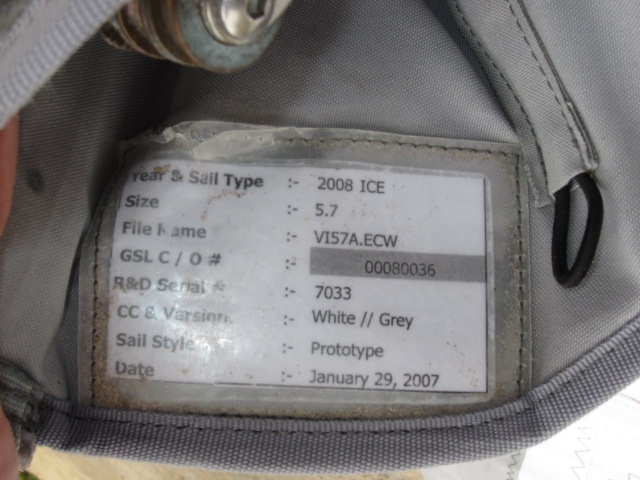 Year & Sail Type :- 2008 ICE
Size :- 5.7
File Name :- VI57A.ECW
GSL C / O # :- 00080036
R&D Serial # :- 7033
CC & Version :- White // Grey
Sail Style :- Prototype
Date :- January 29, 2007